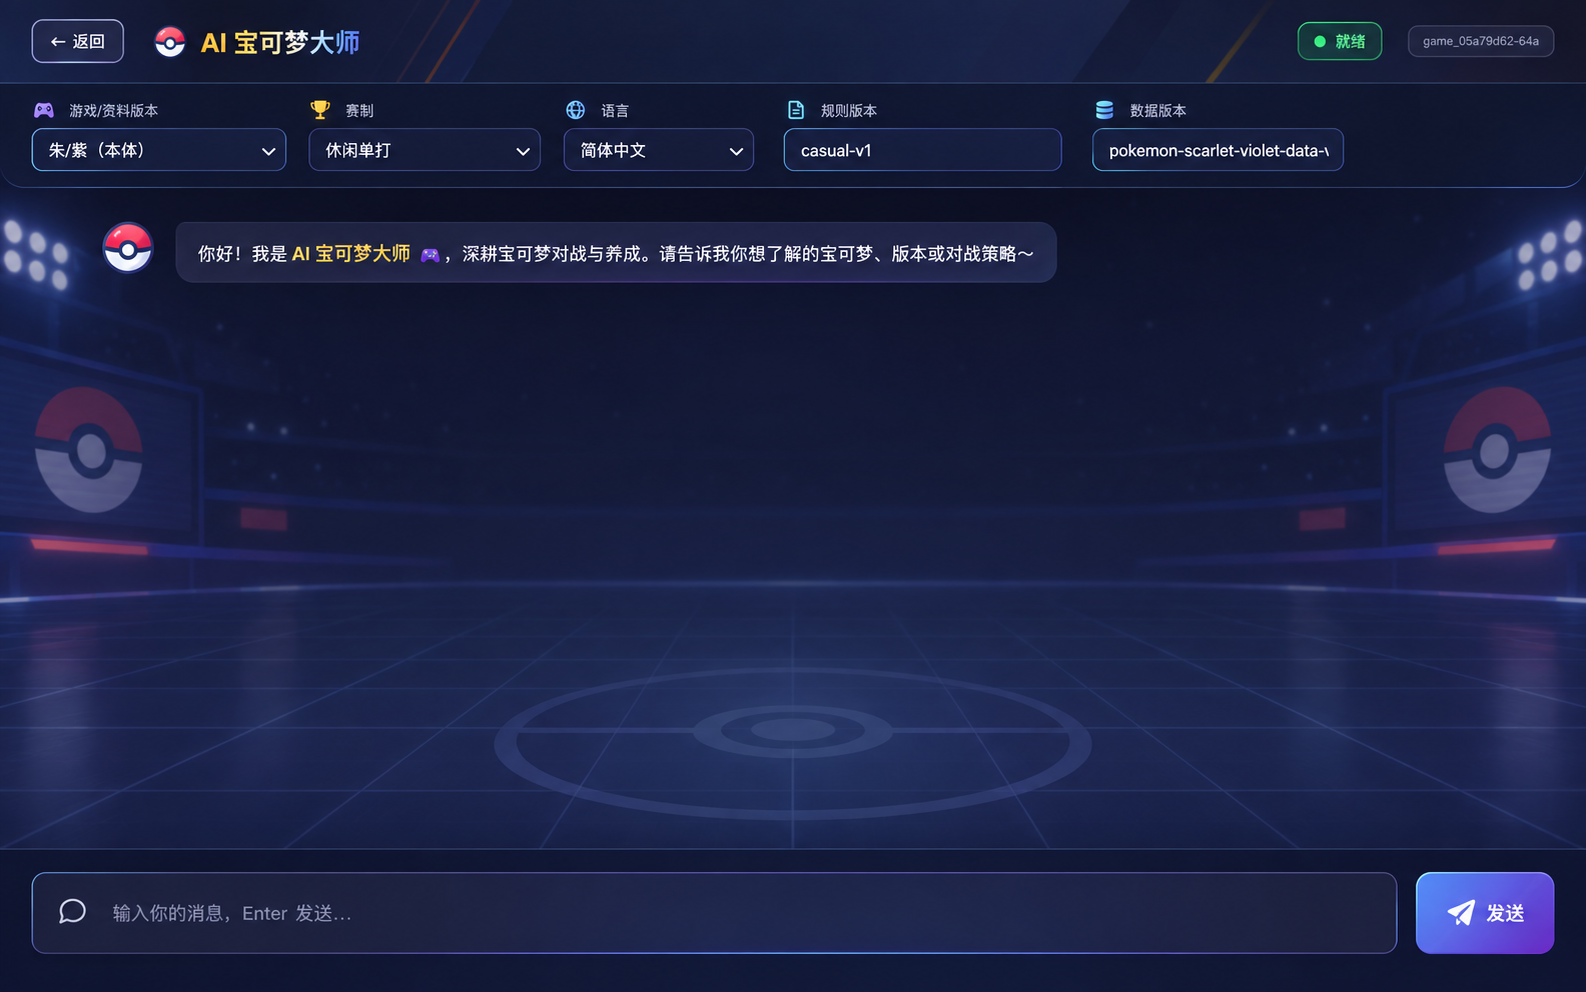 ← 返回
AI 宝可梦大师
就绪
game_05a79d62-64a
游戏/资料版本
赛制
语言
规则版本
数据版本
朱/紫（本体）
休闲单打
简体中文
casual-v1
pokemon-scarlet-violet-data-v
你好！我是 AI 宝可梦大师 🎮，深耕宝可梦对战与养成。请告诉我你想了解的宝可梦、版本或对战策略～
输入你的消息，Enter 发送...
发送